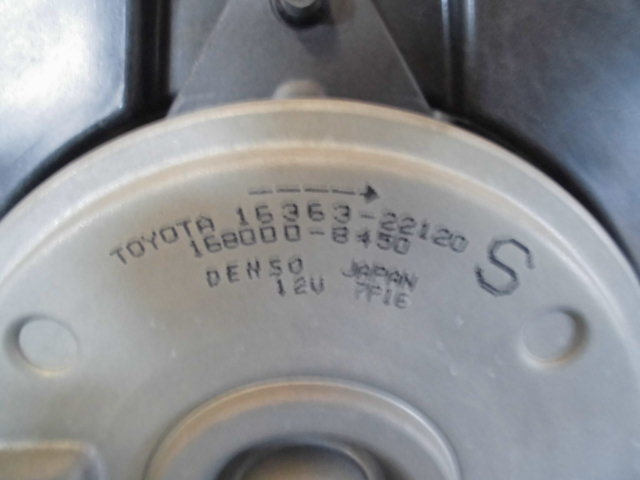 TOYOTA 16363-22120
168000-8450
DENSO JAPAN
12V 7F16
S